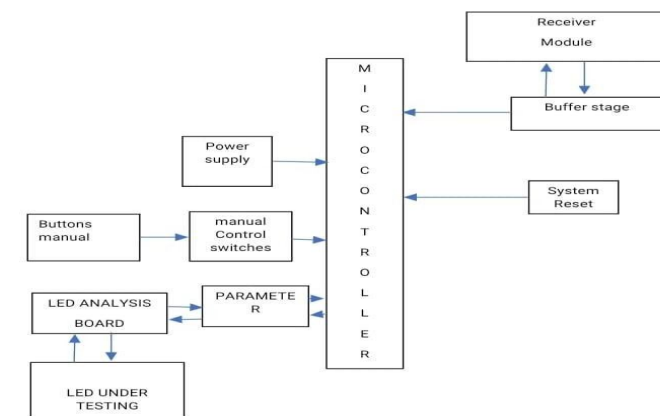 Receiver
Module
Buffer stage
M
I
C
R
O
C
O
N
T
R
O
L
L
E
R
Power
supply
System
Reset
Buttons
manual
manual
Control
switches
LED ANALYSIS
BOARD
PARAMETE
R
LED UNDER
TESTING